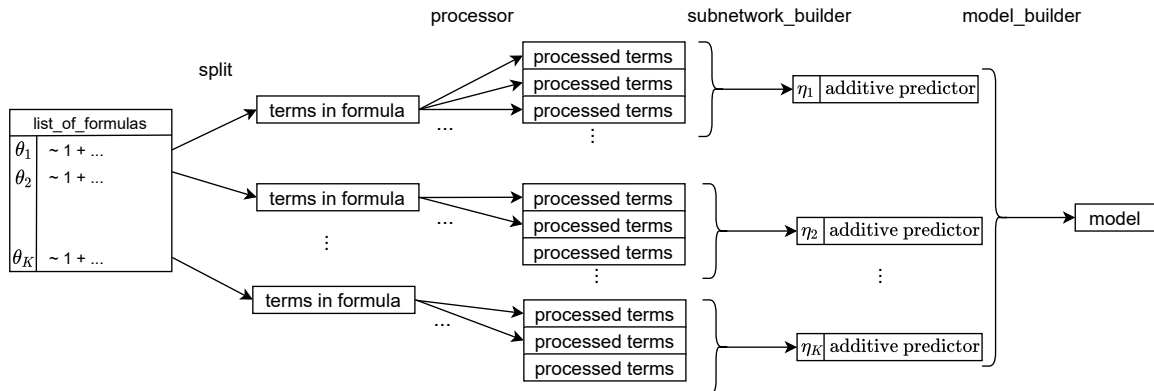 processor
subnetwork_builder
model_builder
split
list_of_formulas
θ₁ ~ 1 + ...
θ₂ ~ 1 + ...
θ_K ~ 1 + ...
terms in formula
...
processed terms
processed terms
processed terms
⋮
η₁ additive predictor
terms in formula
...
⋮
processed terms
processed terms
processed terms
⋮
η₂ additive predictor
⋮
model
terms in formula
...
processed terms
processed terms
processed terms
η_K additive predictor